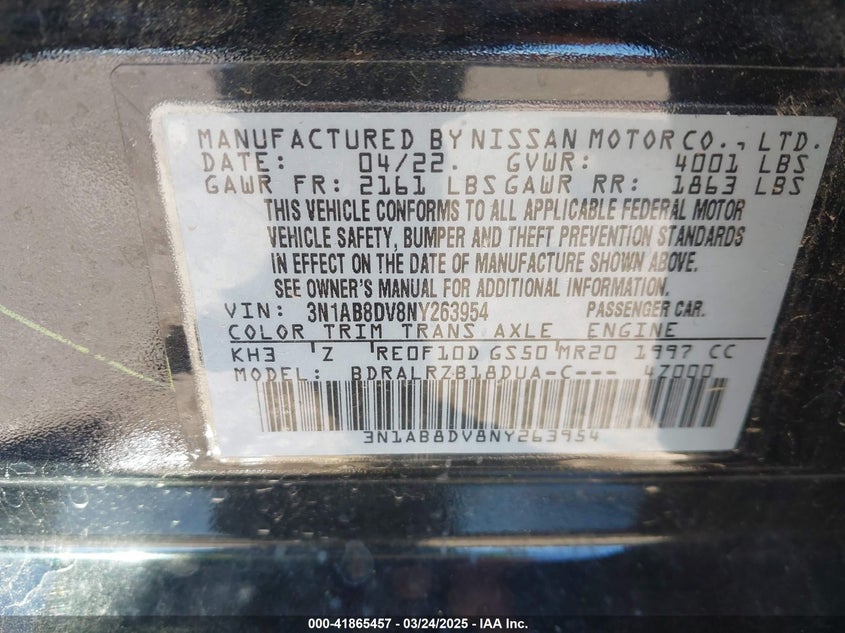 MANUFACTURED BY NISSAN MOTOR CO., LTD.
DATE: 04/22. GVWR: 4001 LBS
GAWR FR: 2161 LBS GAWR RR: 1863 LBS
THIS VEHICLE CONFORMS TO ALL APPLICABLE FEDERAL MOTOR
VEHICLE SAFETY, BUMPER AND THEFT PREVENTION STANDARDS
IN EFFECT ON THE DATE OF MANUFACTURE SHOWN ABOVE.
SEE OWNER'S MANUAL FOR ADDITIONAL INFORMATION.
VIN: 3N1AB8DV8NY263954 PASSENGER CAR.
COLOR TRIM TRANS AXLE ENGINE
KH3 Z RE0F10D GS50 MR20 1997 CC
MODEL: BDRALRZB18DUA-C--- 4Z000
3N1AB8DV8NY263954
000-41865457 - 03/24/2025 - IAA Inc.